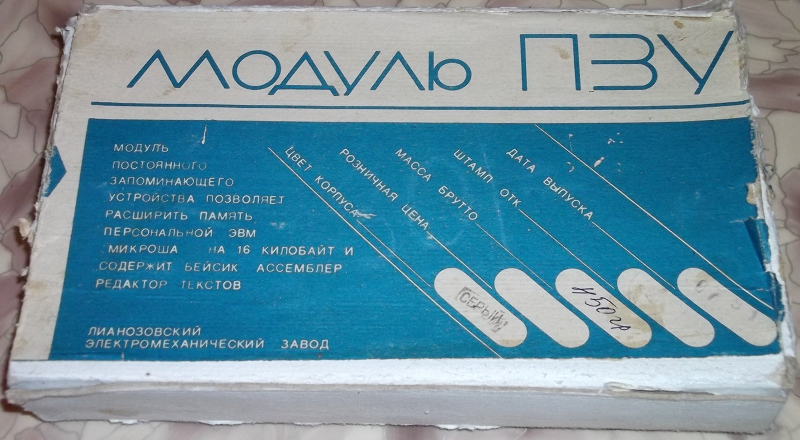 МОДУЛЬ ПЗУ
МОДУЛЬ
ПОСТОЯННОГО
ЗАПОМИНАЮЩЕГО
УСТРОЙСТВА ПОЗВОЛЯЕТ
РАСШИРИТЬ ПАМЯТЬ
ПЕРСОНАЛЬНОЙ ЭВМ
МИКРОША НА 16 КИЛОБАЙТ И
СОДЕРЖИТ БЕЙСИК АССЕМБЛЕР
РЕДАКТОР ТЕКСТОВ
ЛИАНОЗОВСКИЙ
ЭЛЕКТРОМЕХАНИЧЕСКИЙ ЗАВОД
ЦВЕТ КОРПУСА
РОЗНИЧНАЯ ЦЕНА
МАССА БРУТТО
ШТАМП ОТК
ДАТА ВЫПУСКА
СЕРЫЙ
450гр